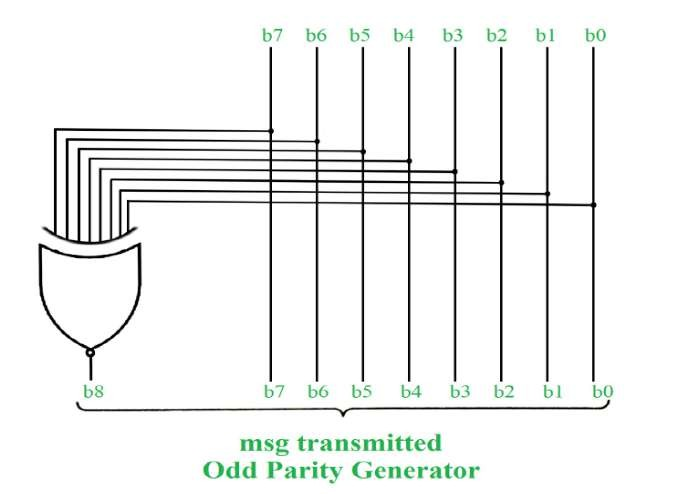 b7 b6 b5 b4 b3 b2 b1 b0
b8 b7 b6 b5 b4 b3 b2 b1 b0
msg transmitted
Odd Parity Generator